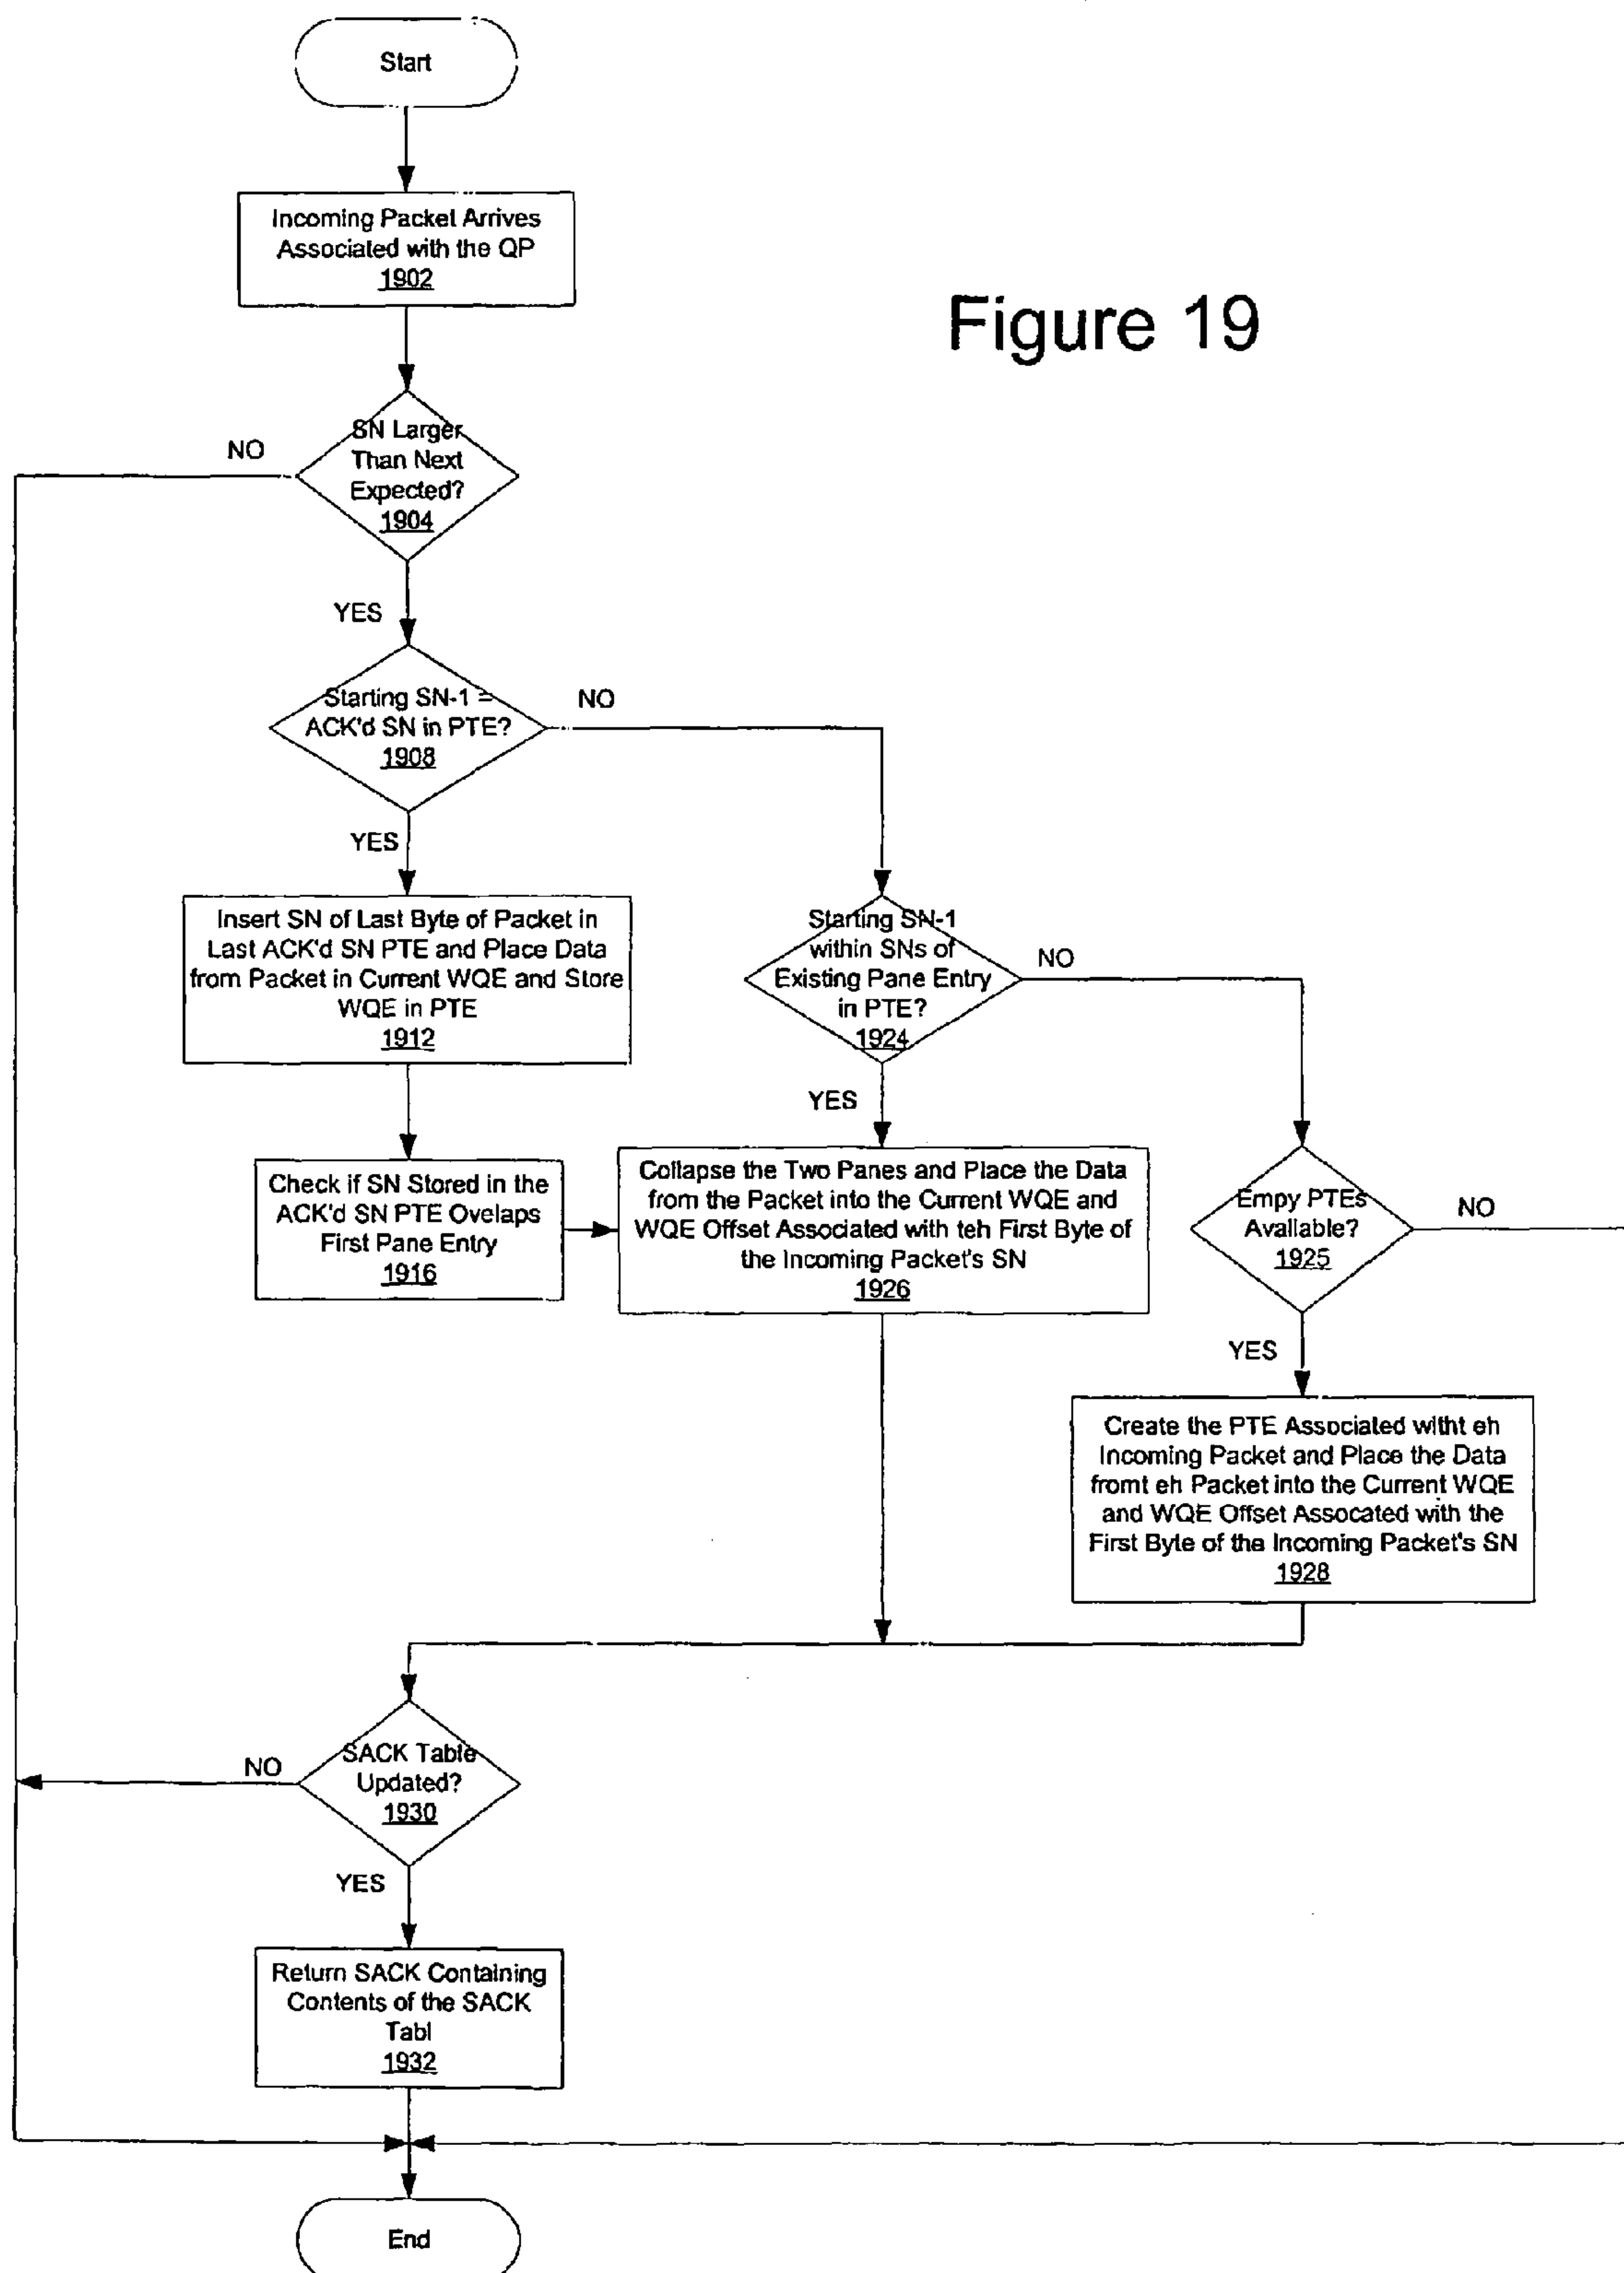 Start
Incoming Packet Arrives
Associated with the QP
1902
Figure 19
SN Larger
Than Next
Expected?
1904
NO
YES
Starting SN-1 =
ACK'd SN in PTE?
1908
NO
YES
Insert SN of Last Byte of Packet in
Last ACK'd SN PTE and Place Data
from Packet in Current WQE and Store
WQE in PTE
1912
Starting SN-1
within SNs of
Existing Pane Entry
in PTE?
1924
NO
YES
Check if SN Stored in the
ACK'd SN PTE Ovelaps
First Pane Entry
1916
Collapse the Two Panes and Place the Data
from the Packet into the Current WQE and
WQE Offset Associated with teh First Byte of
the Incoming Packet's SN
1926
Empy PTEs
Available?
1925
NO
YES
Create the PTE Associated witht eh
Incoming Packet and Place the Data
fromt eh Packet into the Current WQE
and WQE Offset Assocated with the
First Byte of the Incoming Packet's SN
1928
SACK Table
Updated?
1930
NO
YES
Return SACK Containing
Contents of the SACK
Tabl
1932
End